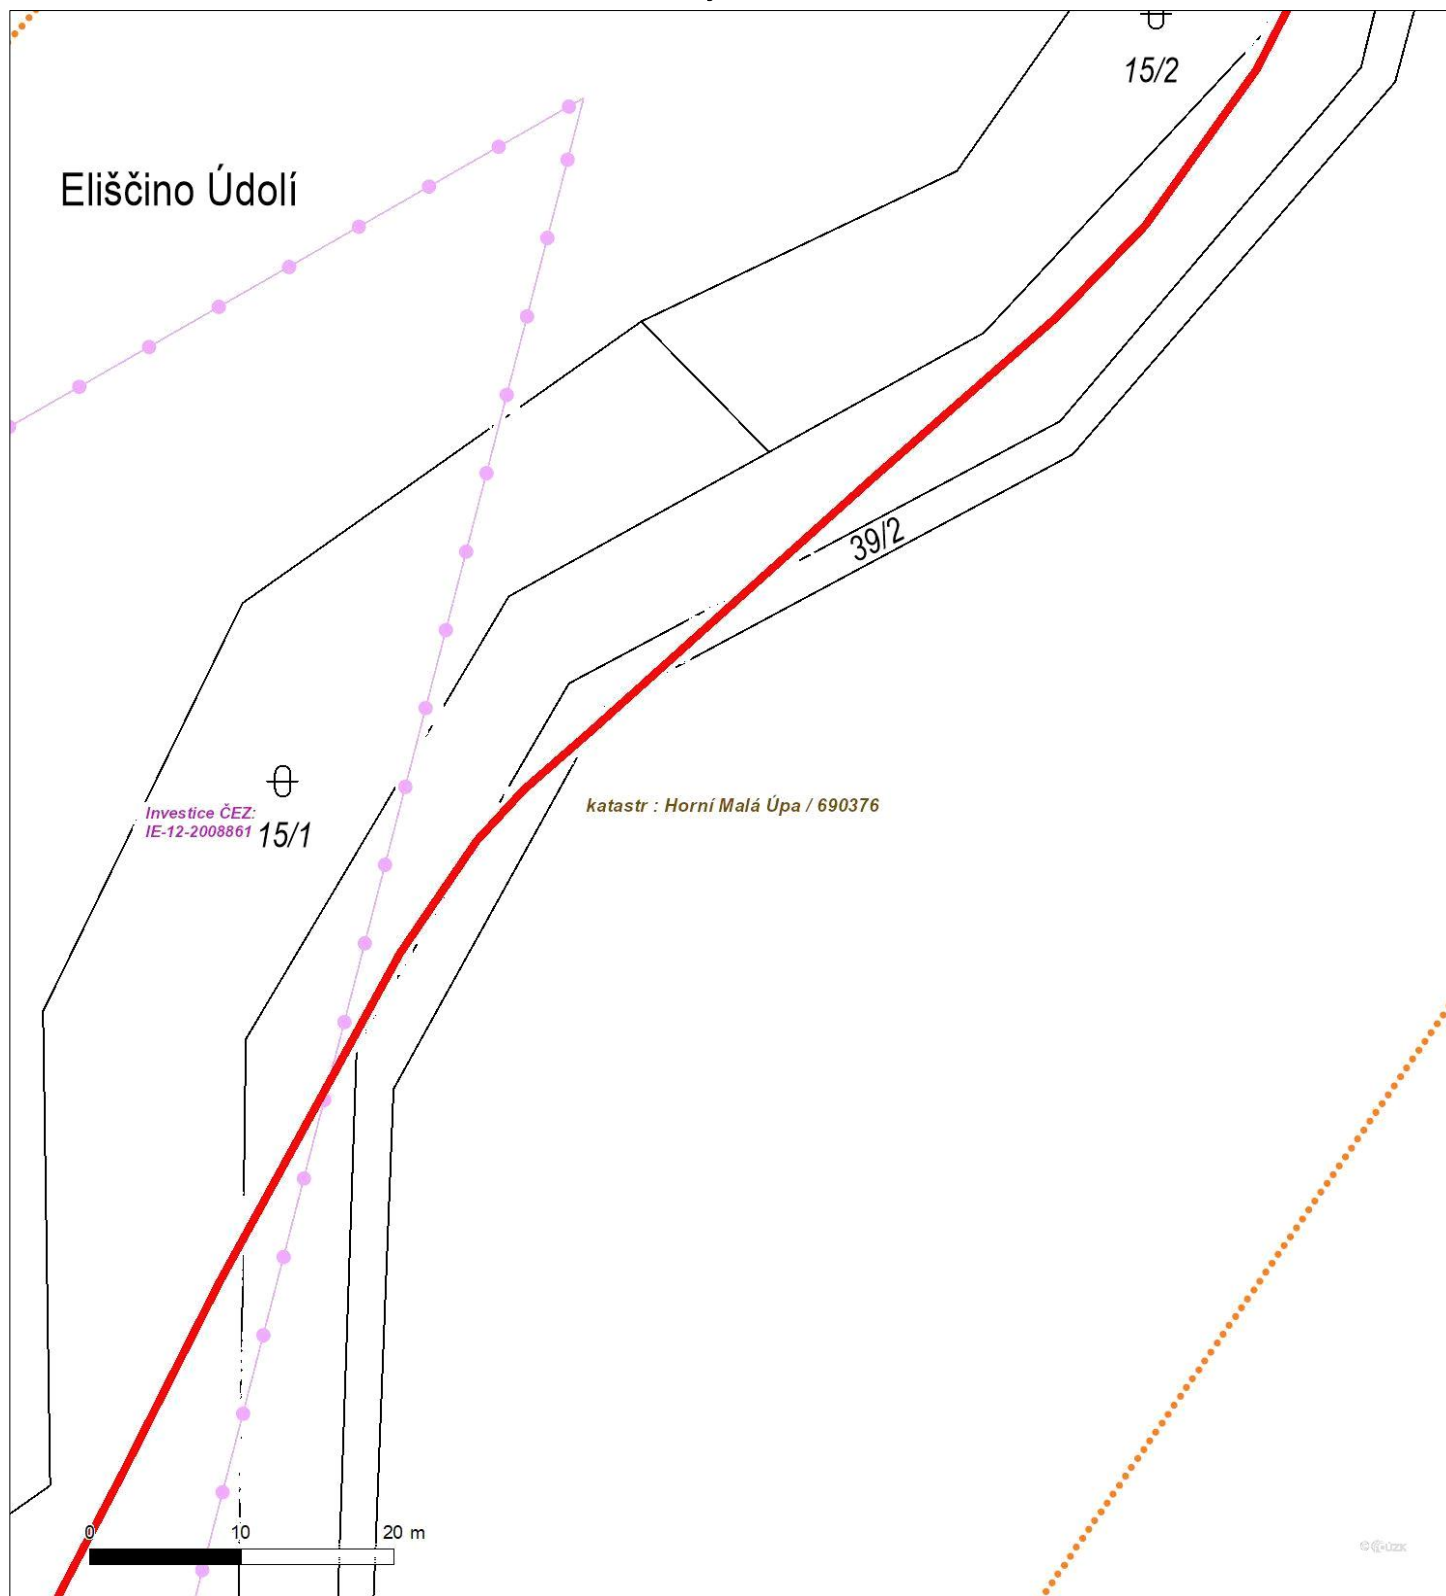 15/2
Eliščino Údolí
39/2
Investice ČEZ:
IE-12-2008861
15/1
katastr : Horní Malá Úpa / 690376
0 10 20 m
© ČÚZK